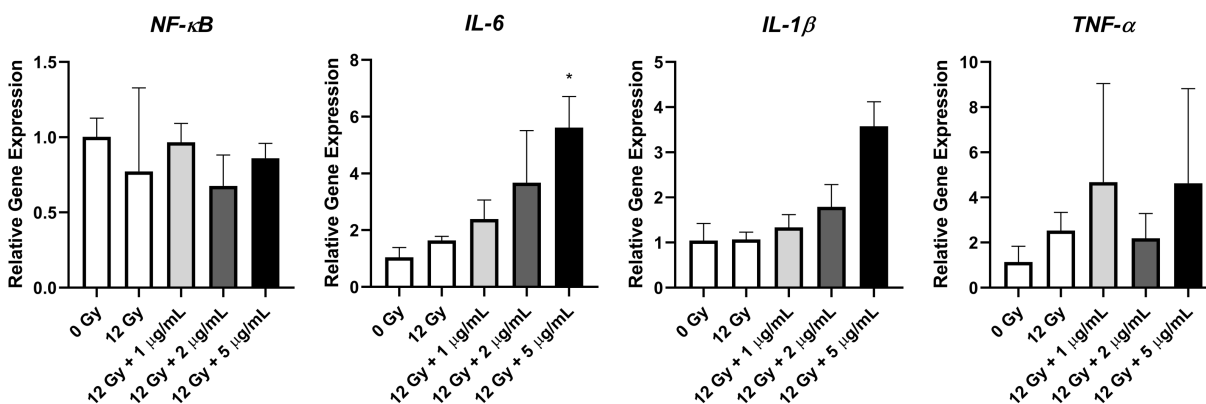 NF-κB
Relative Gene Expression
1.5
1.0
0.5
0.0
0 Gy
12 Gy
12 Gy + 1 μg/mL
12 Gy + 2 μg/mL
12 Gy + 5 μg/mL
IL-6
Relative Gene Expression
8
6
4
2
0
*
0 Gy
12 Gy
12 Gy + 1 μg/mL
12 Gy + 2 μg/mL
12 Gy + 5 μg/mL
IL-1β
Relative Gene Expression
5
4
3
2
1
0
0 Gy
12 Gy
12 Gy + 1 μg/mL
12 Gy + 2 μg/mL
12 Gy + 5 μg/mL
TNF-α
Relative Gene Expression
10
8
6
4
2
0
0 Gy
12 Gy
12 Gy + 1 μg/mL
12 Gy + 2 μg/mL
12 Gy + 5 μg/mL